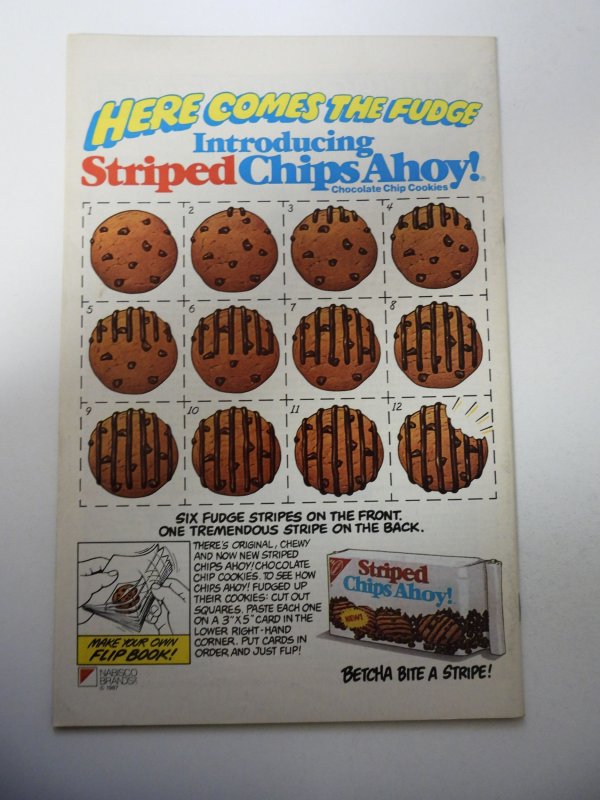 HERE COMES THE FUDGE
Introducing
Striped Chips Ahoy!®
Chocolate Chip Cookies
1 2 3 4
5 6 7 8
9 10 11 12
SIX FUDGE STRIPES ON THE FRONT.
ONE TREMENDOUS STRIPE ON THE BACK.
THERE'S ORIGINAL, CHEWY
AND NOW NEW STRIPED
CHIPS AHOY! CHOCOLATE
CHIP COOKIES. TO SEE HOW
CHIPS AHOY! FUDGED UP
THEIR COOKIES: CUT OUT
SQUARES. PASTE EACH ONE
ON A 3"X5" CARD IN THE
LOWER RIGHT-HAND
CORNER. PUT CARDS IN
ORDER AND JUST FLIP!
MAKE YOUR OWN
FLIP BOOK!
NABISCO
BRANDS
© 1987
Striped
Chips Ahoy!
NEW!
'BETCHA BITE A STRIPE!